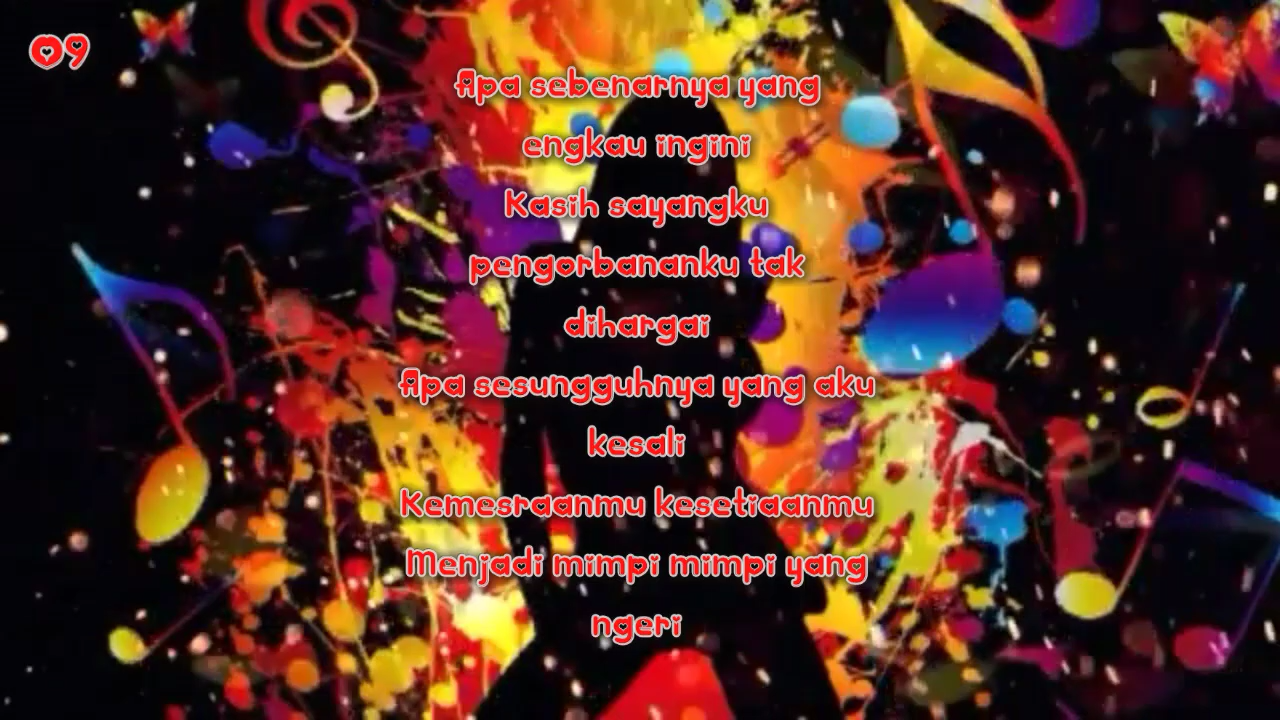 09
Apa sebenarnya yang
engkau ingini
Kasih sayangku
pengorbananku tak
dihargai
Apa sesungguhnya yang aku
kesali
Kemesraanmu kesetiaanmu
Menjadi mimpi mimpi yang
ngeri